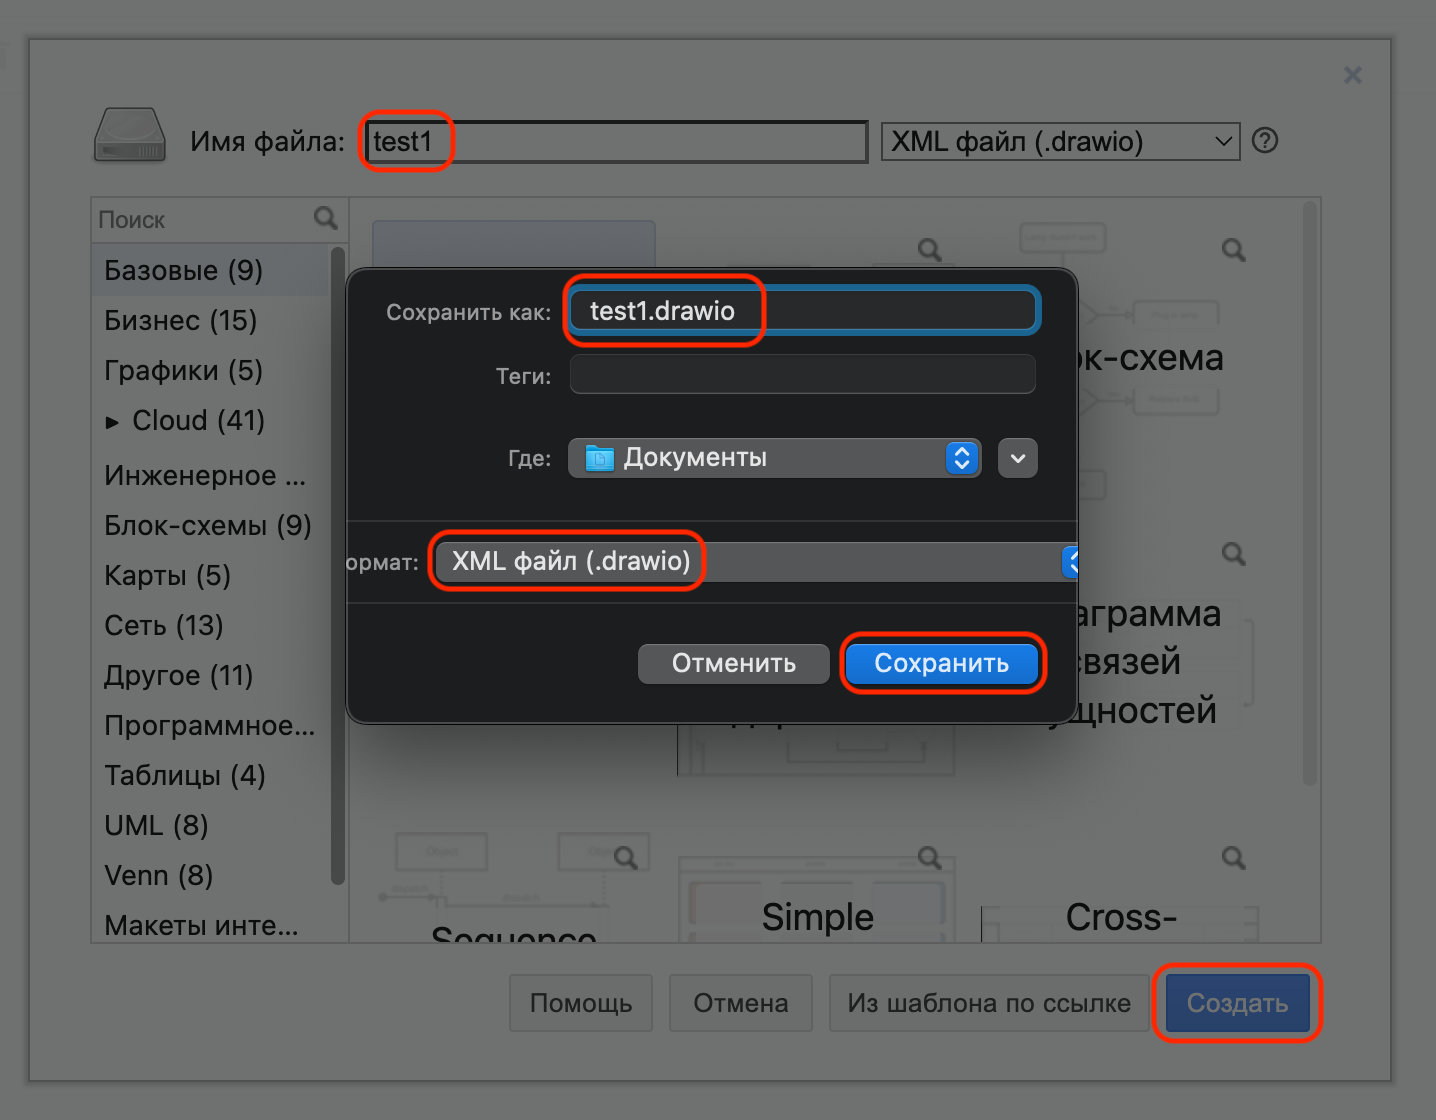 Имя файла: test1 XML файл (.drawio)
Поиск
Базовые (9)
Бизнес (15)
Графики (5)
Cloud (41)
Инженерное ...
Блок-схемы (9)
Карты (5)
Сеть (13)
Другое (11)
Программное...
Таблицы (4)
UML (8)
Venn (8)
Макеты инте...
Сохранить как: test1.drawio
Теги:
Где: Документы
ормат: XML файл (.drawio)
Отменить Сохранить
ок-схема
аграмма
связей
ущностей
Sequence
Simple
Cross-
Помощь Отмена Из шаблона по ссылке Создать